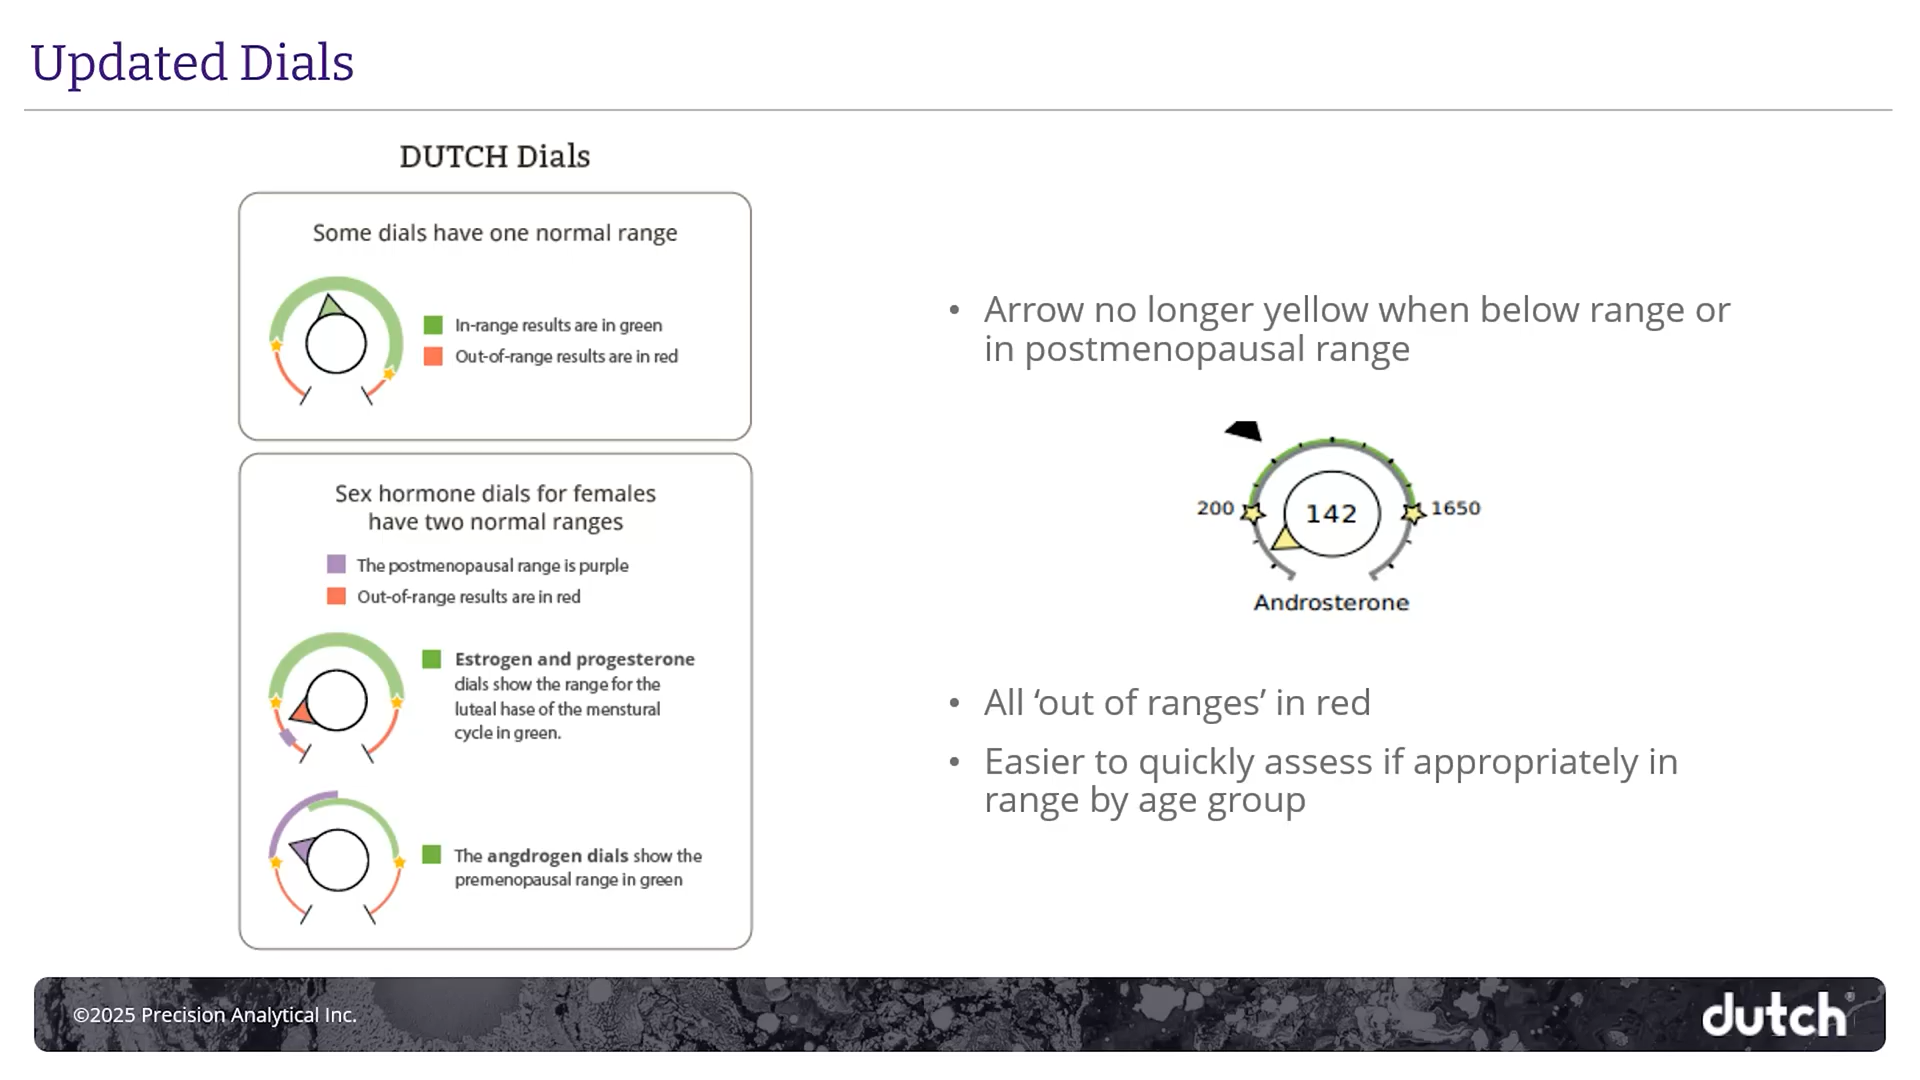 Updated Dials
DUTCH Dials
Some dials have one normal range
In-range results are in green
Out-of-range results are in red
Sex hormone dials for females
have two normal ranges
The postmenopausal range is purple
Out-of-range results are in red
Estrogen and progesterone
dials show the range for the
luteal hase of the menstural
cycle in green.
The angdrogen dials show the
premenopausal range in green
• Arrow no longer yellow when below range or
in postmenopausal range
200
142
1650
Androsterone
• All ‘out of ranges’ in red
• Easier to quickly assess if appropriately in
range by age group
©2025 Precision Analytical Inc.
dutch®